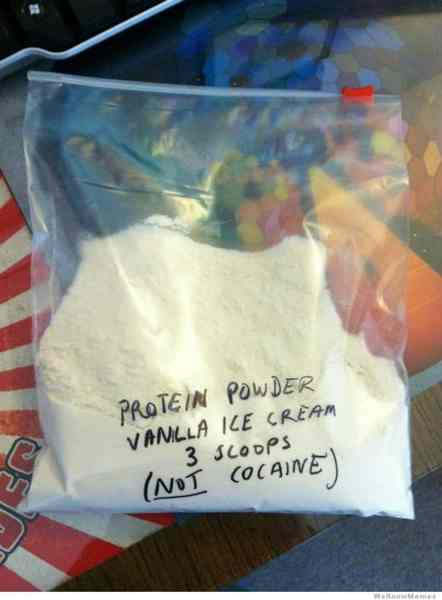 PROTEIN POWDER
VANILLA ICE CREAM
3 SCOOPS
(NOT COCAINE)
WeKnowMemes